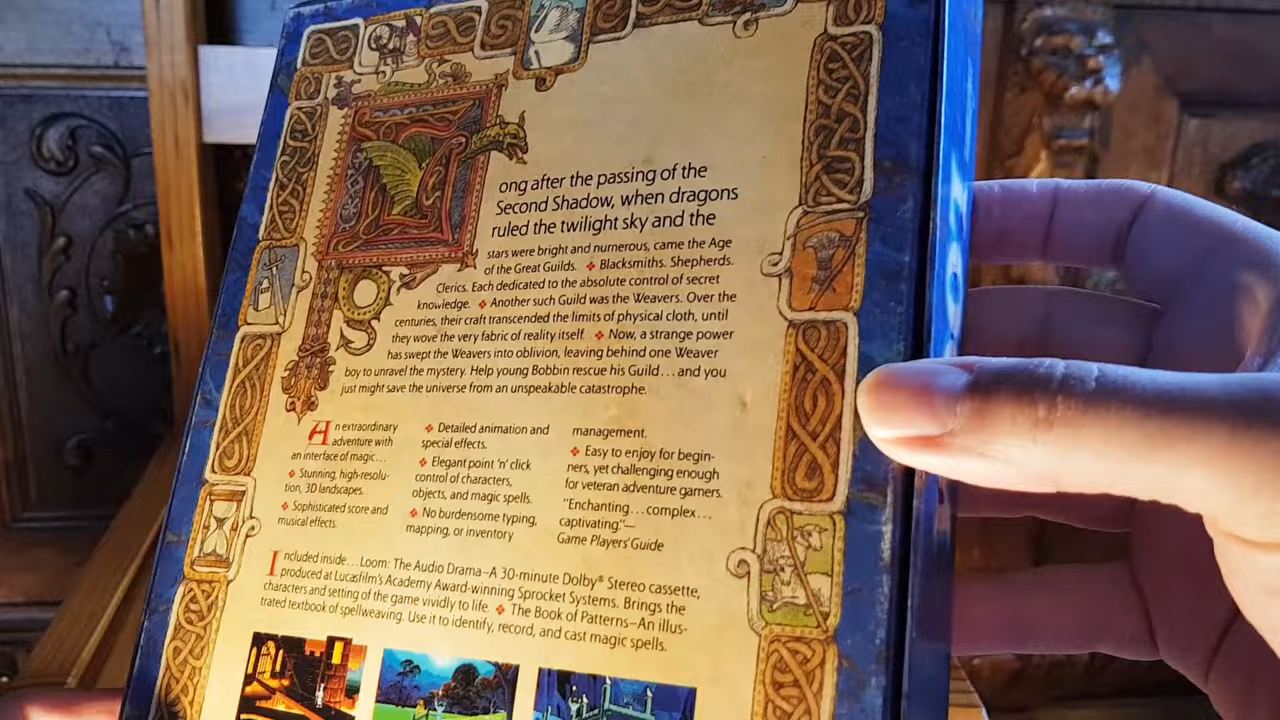 Long after the passing of the
Second Shadow, when dragons
ruled the twilight sky and the
stars were bright and numerous, came the Age
of the Great Guilds. ❖ Blacksmiths. Shepherds.
Clerics. Each dedicated to the absolute control of secret
knowledge. ❖ Another such Guild was the Weavers. Over the
centuries, their craft transcended the limits of physical cloth, until
they wove the very fabric of reality itself. ❖ Now, a strange power
has swept the Weavers into oblivion, leaving behind one Weaver
boy to unravel the mystery. Help young Bobbin rescue his Guild...and you
just might save the universe from an unspeakable catastrophe.
An extraordinary
adventure with
an interface of magic...
❖ Stunning, high-resolu-
tion, 3D landscapes.
❖ Sophisticated score and
musical effects.
❖ Detailed animation and
special effects.
❖ Elegant point 'n' click
control of characters,
objects, and magic spells.
❖ No burdensome typing,
mapping, or inventory
management.
❖ Easy to enjoy for begin-
ners, yet challenging enough
for veteran adventure gamers.
"Enchanting...complex...
captivating."—
Game Players' Guide
Included inside...Loom: The Audio Drama–A 30-minute Dolby® Stereo cassette,
produced at Lucasfilm's Academy Award-winning Sprocket Systems. Brings the
characters and setting of the game vividly to life. ❖ The Book of Patterns–An illus-
trated textbook of spellweaving. Use it to identify, record, and cast magic spells.